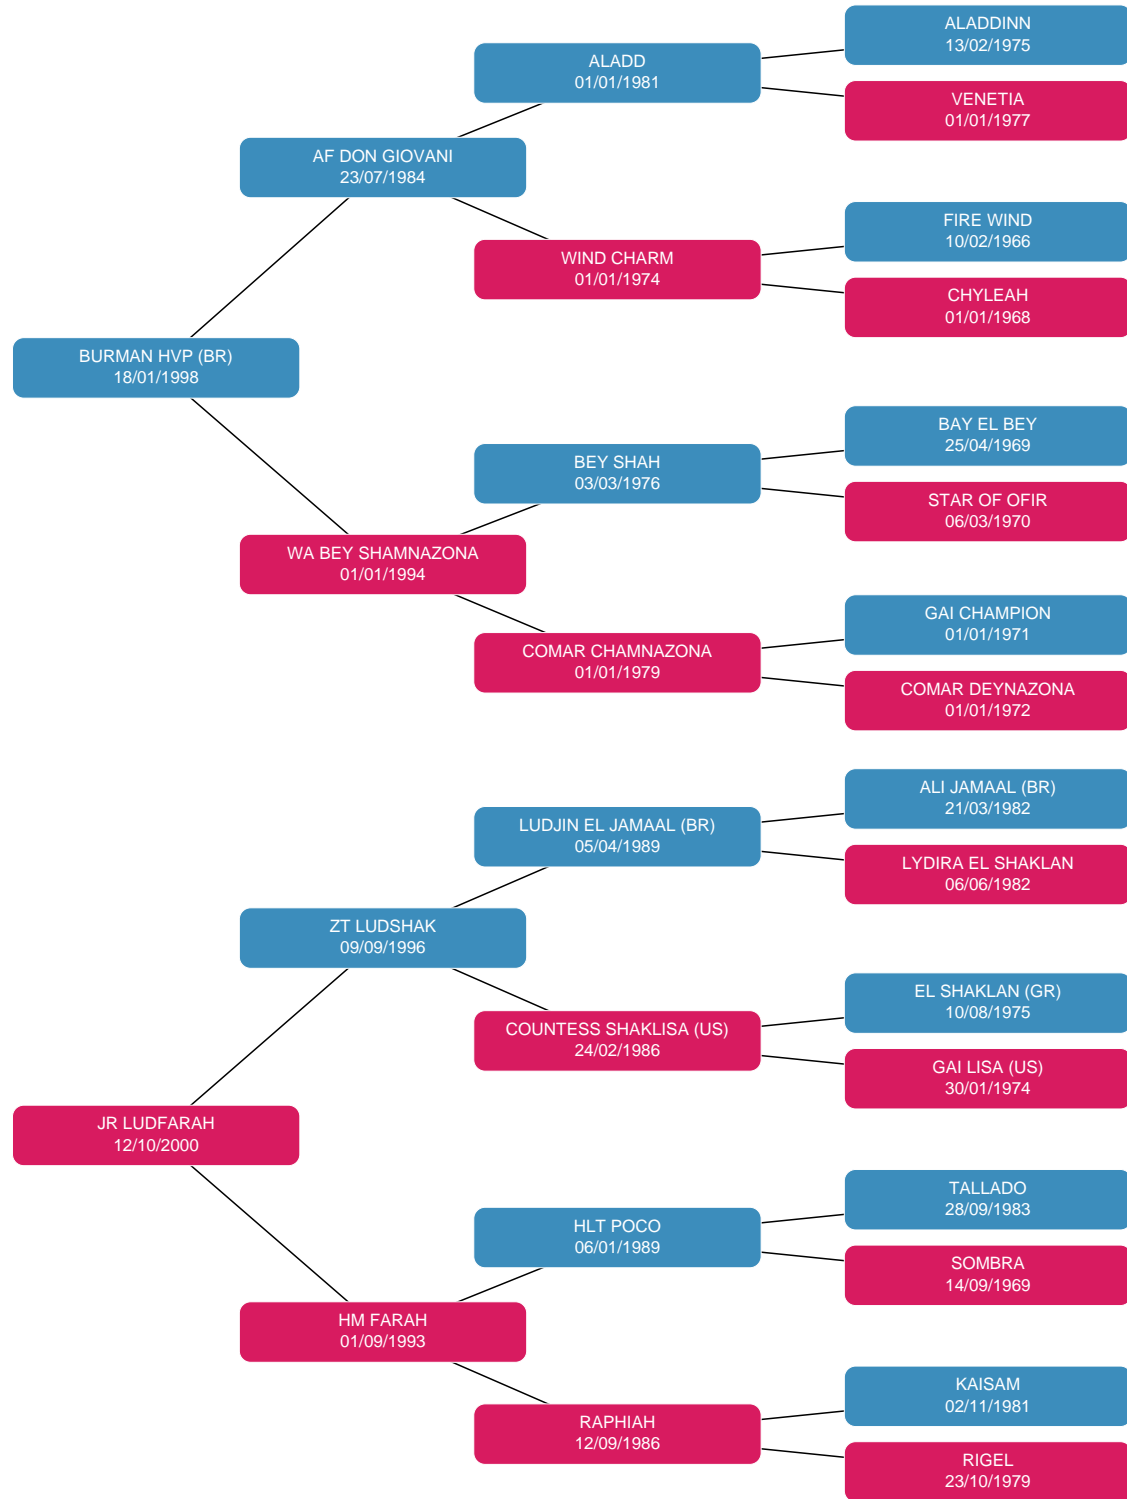 ALADDINN
13/02/1975
ALADD
01/01/1981
VENETIA
01/01/1977
AF DON GIOVANI
23/07/1984
FIRE WIND
10/02/1966
WIND CHARM
01/01/1974
CHYLEAH
01/01/1968
BURMAN HVP (BR)
18/01/1998
BAY EL BEY
25/04/1969
BEY SHAH
03/03/1976
STAR OF OFIR
06/03/1970
WA BEY SHAMNAZONA
01/01/1994
GAI CHAMPION
01/01/1971
COMAR CHAMNAZONA
01/01/1979
COMAR DEYNAZONA
01/01/1972
ALI JAMAAL (BR)
21/03/1982
LUDJIN EL JAMAAL (BR)
05/04/1989
LYDIRA EL SHAKLAN
06/06/1982
ZT LUDSHAK
09/09/1996
EL SHAKLAN (GR)
10/08/1975
COUNTESS SHAKLISA (US)
24/02/1986
GAI LISA (US)
30/01/1974
JR LUDFARAH
12/10/2000
TALLADO
28/09/1983
HLT POCO
06/01/1989
SOMBRA
14/09/1969
HM FARAH
01/09/1993
KAISAM
02/11/1981
RAPHIAH
12/09/1986
RIGEL
23/10/1979